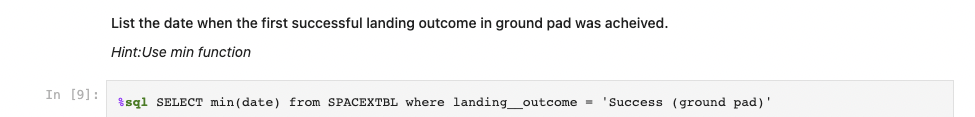 List the date when the first successful landing outcome in ground pad was acheived.
Hint:Use min function
In [9]: %sql SELECT min(date) from SPACEXTBL where landing__outcome = 'Success (ground pad)'